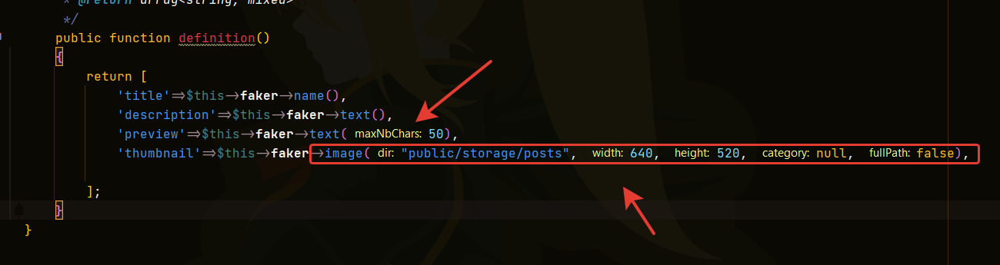 * @return array<string, mixed>
*/
public function definition()
{
return [
'title'=>$this->faker->name(),
'description'=>$this->faker->text(),
'preview'=>$this->faker->text( maxNbChars: 50),
'thumbnail'=>$this->faker->image( dir: "public/storage/posts", width: 640, height: 520, category: null, fullPath: false),
];
}
}